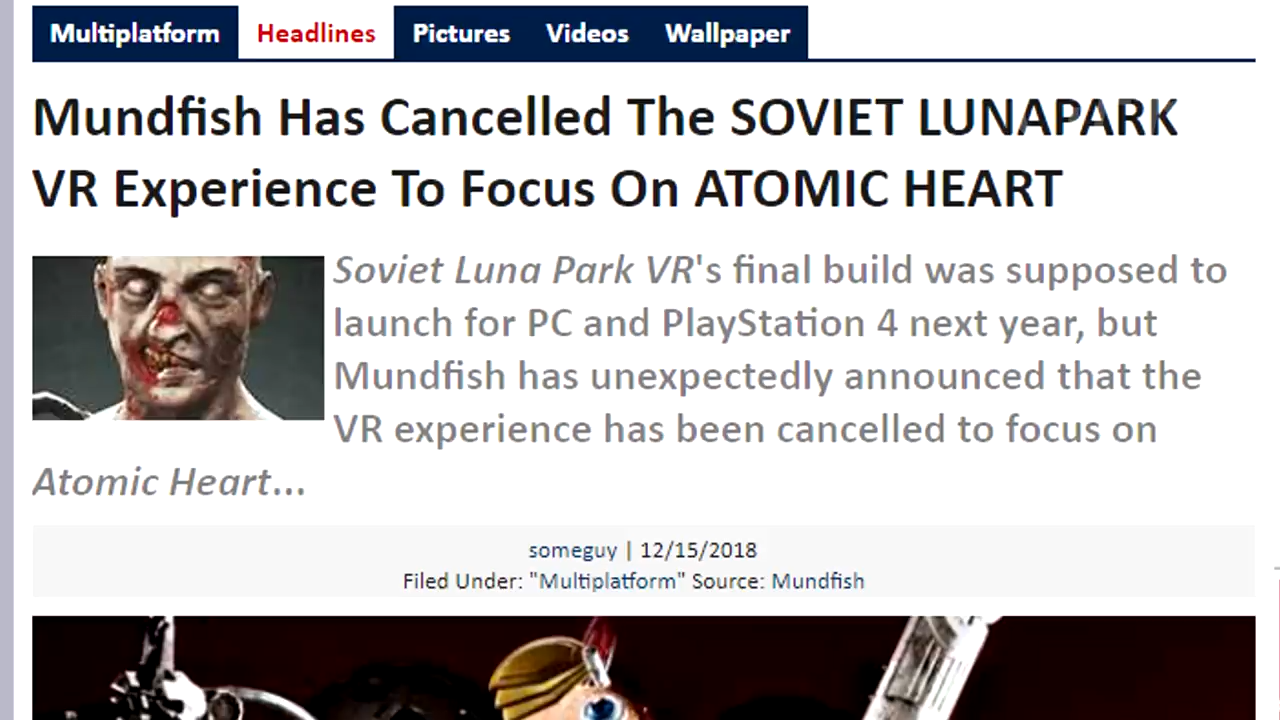 Multiplatform Headlines Pictures Videos Wallpaper
Mundfish Has Cancelled The SOVIET LUNAPARK
VR Experience To Focus On ATOMIC HEART
Soviet Luna Park VR's final build was supposed to
launch for PC and PlayStation 4 next year, but
Mundfish has unexpectedly announced that the
VR experience has been cancelled to focus on
Atomic Heart...
someguy | 12/15/2018
Filed Under: "Multiplatform" Source: Mundfish